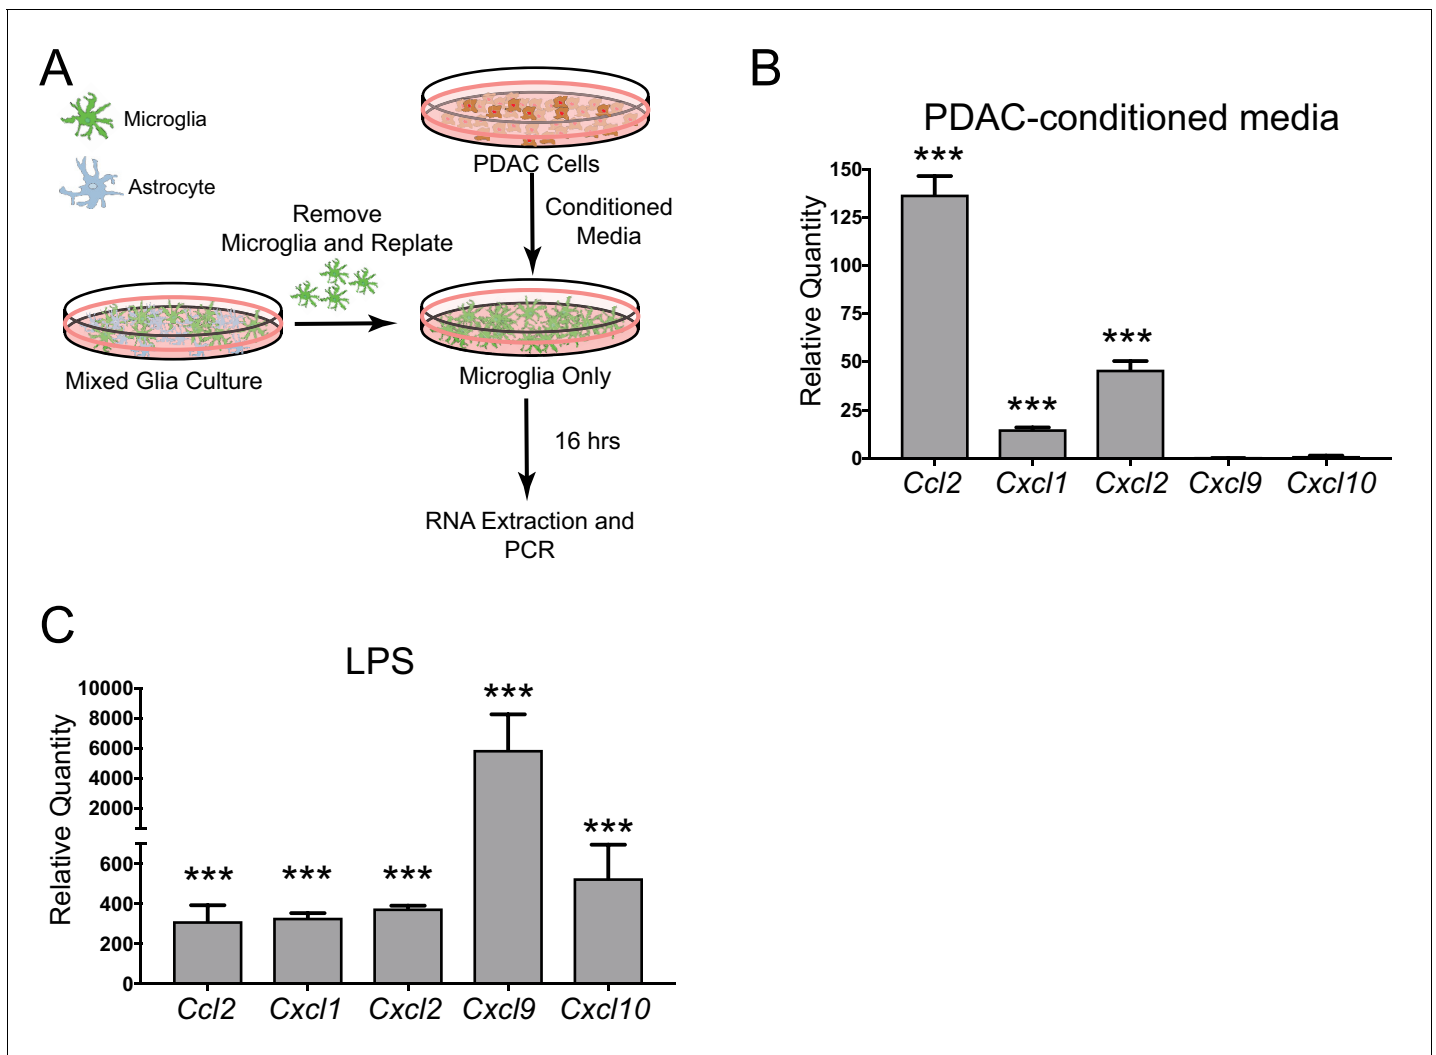 A
Microglia
Astrocyte
PDAC Cells
Remove
Microglia and Replate
Conditioned
Media
Mixed Glia Culture
Microglia Only
16 hrs
RNA Extraction and
PCR
B
PDAC-conditioned media
Relative Quantity
150
125
100
75
50
25
0
***
***
***
Ccl2 Cxcl1 Cxcl2 Cxcl9 Cxcl10
C
LPS
Relative Quantity
10000
8000
6000
4000
2000
600
400
200
0
***
***
***
***
***
Ccl2 Cxcl1 Cxcl2 Cxcl9 Cxcl10